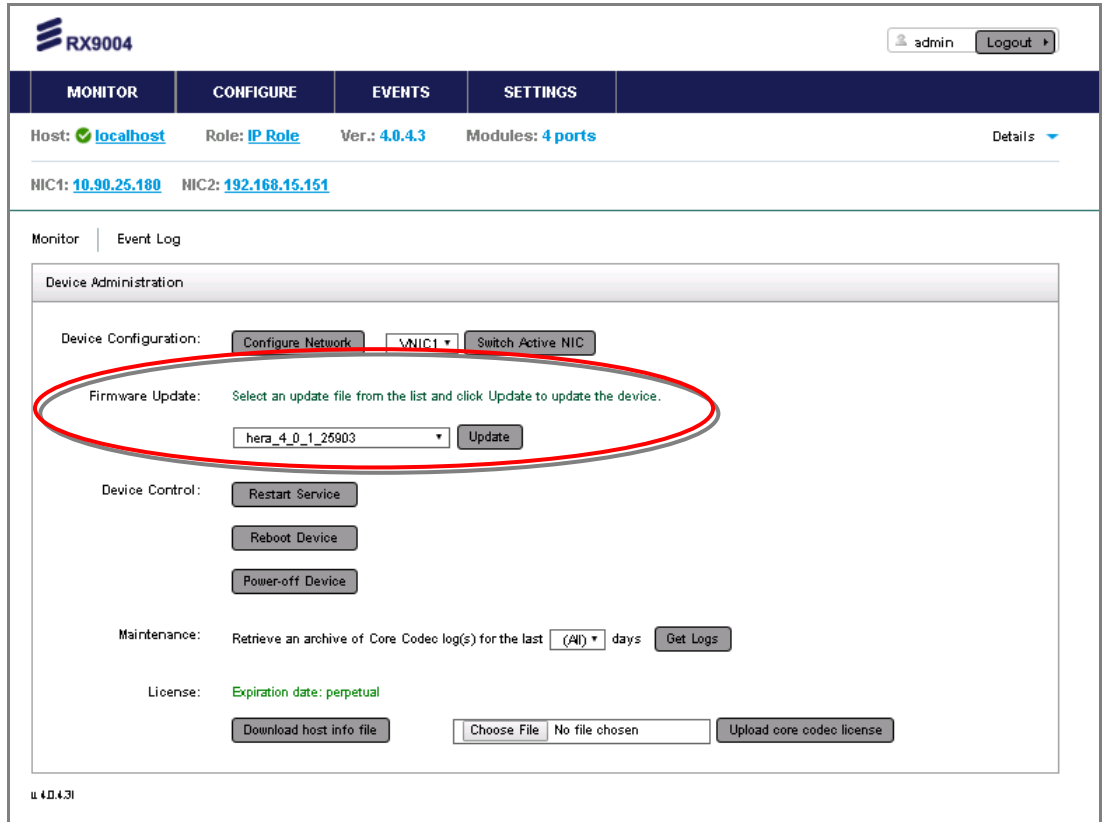 RX9004
admin Logout
MONITOR CONFIGURE EVENTS SETTINGS
Host: localhost Role: IP Role Ver.: 4.0.4.3 Modules: 4 ports Details
NIC1: 10.90.25.180 NIC2: 192.168.15.151
Monitor Event Log
Device Administration
Device Configuration: Configure Network VNIC1 Switch Active NIC
Firmware Update: Select an update file from the list and click Update to update the device.
hera_4_0_1_25903 Update
Device Control: Restart Service
Reboot Device
Power-off Device
Maintenance: Retrieve an archive of Core Codec log(s) for the last (All) days Get Logs
License: Expiration date: perpetual
Download host info file Choose File No file chosen Upload core codec license